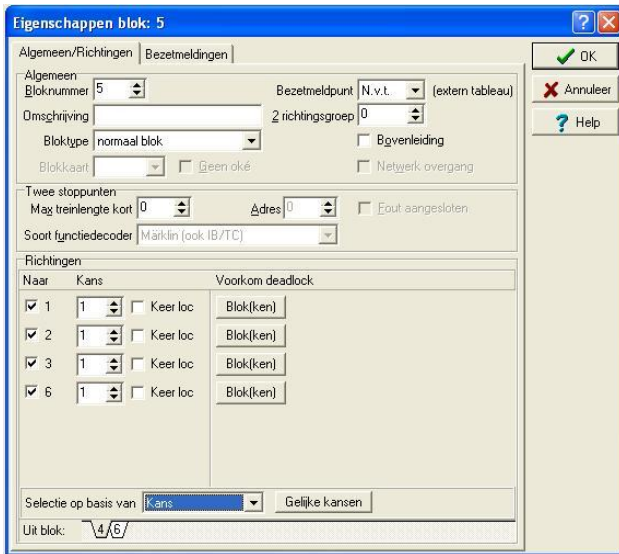 Eigenschappen blok: 5
Algemeen/Richtingen
Bezetmeldingen
OK
Annuleer
Help
Algemeen
Bloknummer 5
Bezetmeldpunt N.v.t. (extern tableau)
Omschrijving
2 richtingsgroep 0
Bloktype normaal blok
Bovenleiding
Blokkaart
Geen oké
Netwerk overgang
Twee stoppunten
Max treinlengte kort 0
Adres 0
Fout aangesloten
Soort functiedecoder Märklin (ook IB/TC)
Richtingen
Naar Kans Voorkom deadlock
1 1 Keer loc Blok(ken)
2 1 Keer loc Blok(ken)
3 1 Keer loc Blok(ken)
6 1 Keer loc Blok(ken)
Selectie op basis van Kans Gelijke kansen
Uit blok: 4 6